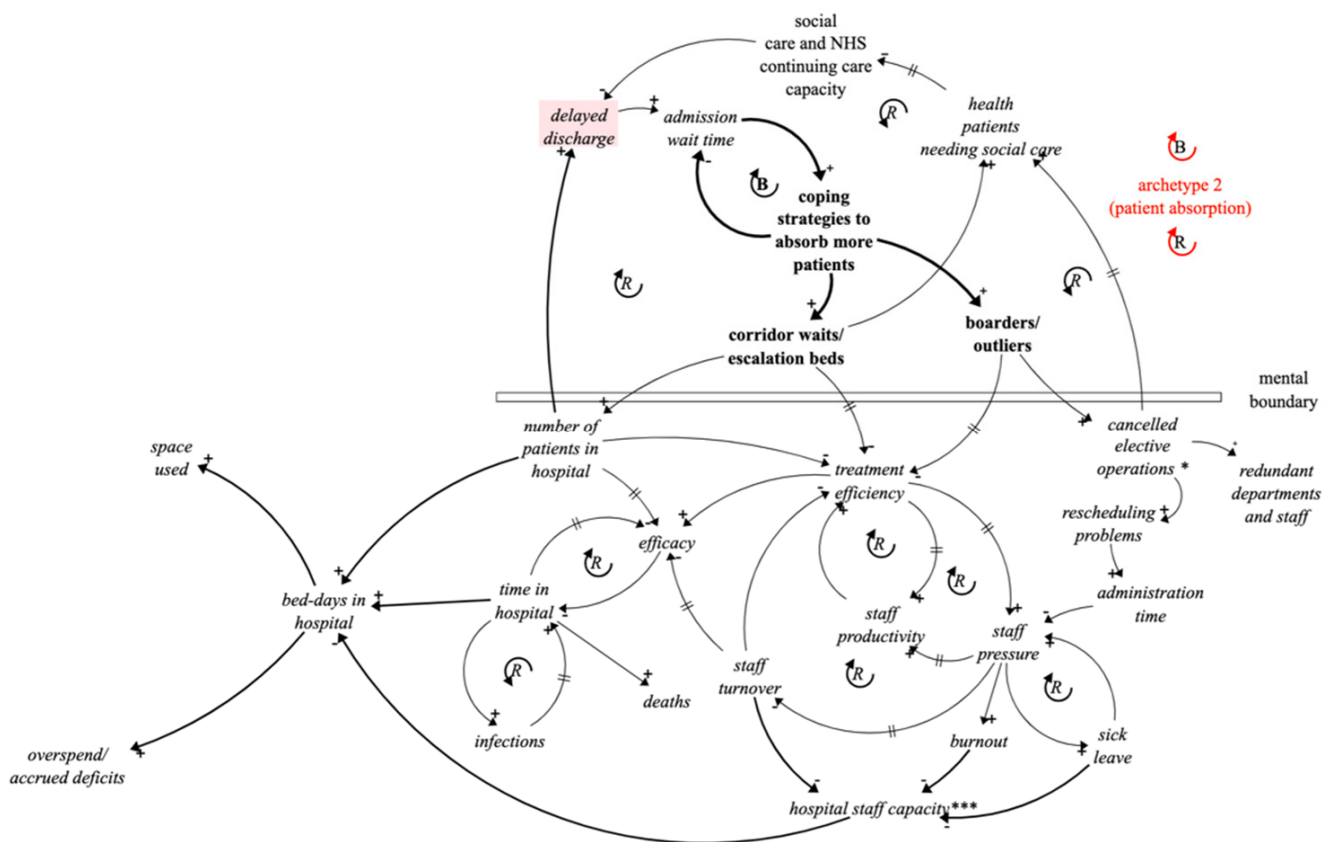 social
care and NHS
continuing care
capacity
delayed
discharge
admission
wait time
health
patients
needing social care
R
B
B
archetype 2
(patient absorption)
R
coping
strategies to
absorb more
patients
R
R
corridor waits/
escalation beds
boarders/
outliers
mental
boundary
number of
patients in
hospital
cancelled
elective
operations *
space
used
treatment
efficiency
redundant
departments
and staff
rescheduling
problems
efficacy
R
R
R
bed-days in
hospital
time in
hospital
administration
time
staff
productivity
staff
pressure
R
R
R
staff
turnover
deaths
infections
burnout
sick
leave
overspend/
accrued deficits
hospital staff capacity***